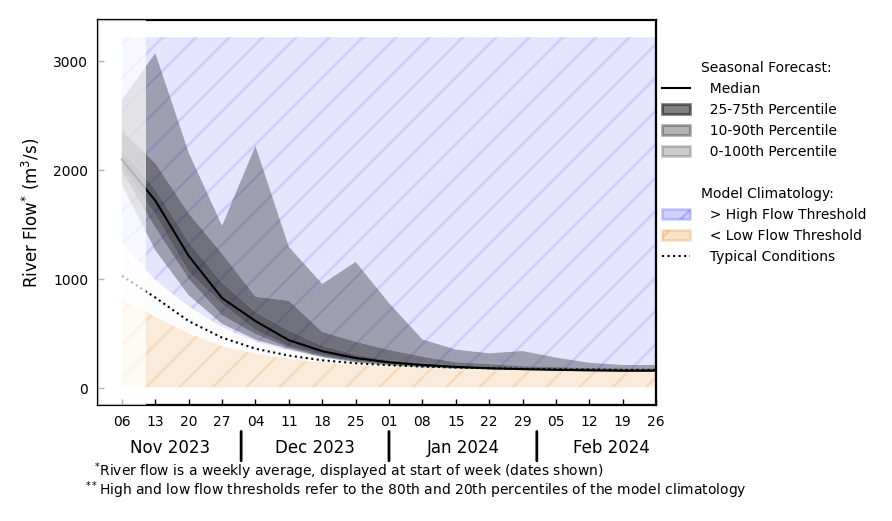 3000
2000
1000
0
River Flow* (m³/s)
06 13 20 27 04 11 18 25 01 08 15 22 29 05 12 19 26
Nov 2023 Dec 2023 Jan 2024 Feb 2024
*River flow is a weekly average, displayed at start of week (dates shown)
**High and low flow thresholds refer to the 80th and 20th percentiles of the model climatology
Seasonal Forecast:
Median
25-75th Percentile
10-90th Percentile
0-100th Percentile
Model Climatology:
> High Flow Threshold
< Low Flow Threshold
Typical Conditions